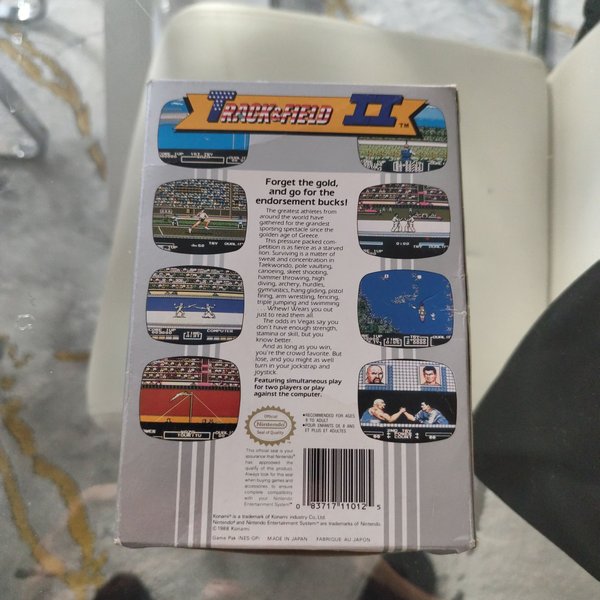 TRACK & FIELD II ™
Forget the gold,
and go for the
endorsement bucks!
The greatest athletes from
around the world have
gathered for the grandest
sporting spectacle since the
golden age of Greece.
This pressure packed com-
petition is as fierce as a starved
lion. Surviving is a matter of
sweat and concentration in
Taekwondo, pole vaulting,
canoeing, skeet shooting,
hammer throwing, high
diving, archery, hurdles,
gymnastics, hang gliding, pistol
firing, arm wrestling, fencing,
triple jumping and swimming.
Whew! Wears you out
just to read them all.
The odds in Vegas say you
don't have enough strength,
stamina or skill, but you
know better.
And as long as you win,
you're the crowd favorite. But
lose, and you might as well
turn in your jockstrap and
joystick.
Featuring simultaneous play
for two players or play
against the computer.
COMPUTER
2ND TRY
COUNT
Official
Nintendo
Seal of Quality
•RECOMMENDED FOR AGES
8 TO ADULT
•POUR ENFANTS DE 8 ANS
ET PLUS ET ADULTES
This official seal is your
assurance that Nintendo®
has approved the
quality of this product.
Always look for this seal
when buying games and
accessories to ensure
complete compatibility
with your Nintendo
Entertainment System.®
0 83717 11012 5
Konami® is a trademark of Konami Industry Co., Ltd.
Nintendo® and Nintendo Entertainment System® are trademarks of Nintendo
©1988 Konami
Game Pak (NES-GP) MADE IN JAPAN FABRIQUE AU JAPON